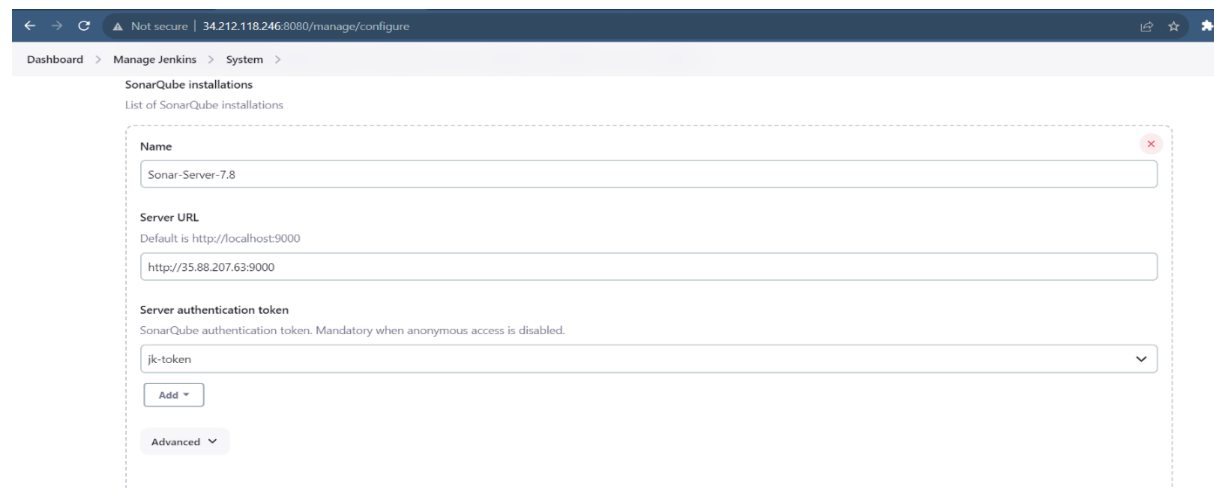 Not secure | 34.212.118.246:8080/manage/configure
Dashboard > Manage Jenkins > System >
SonarQube installations
List of SonarQube installations
Name
Sonar-Server-7.8
Server URL
Default is http://localhost:9000
http://35.88.207.63:9000
Server authentication token
SonarQube authentication token. Mandatory when anonymous access is disabled.
jk-token
Add
Advanced